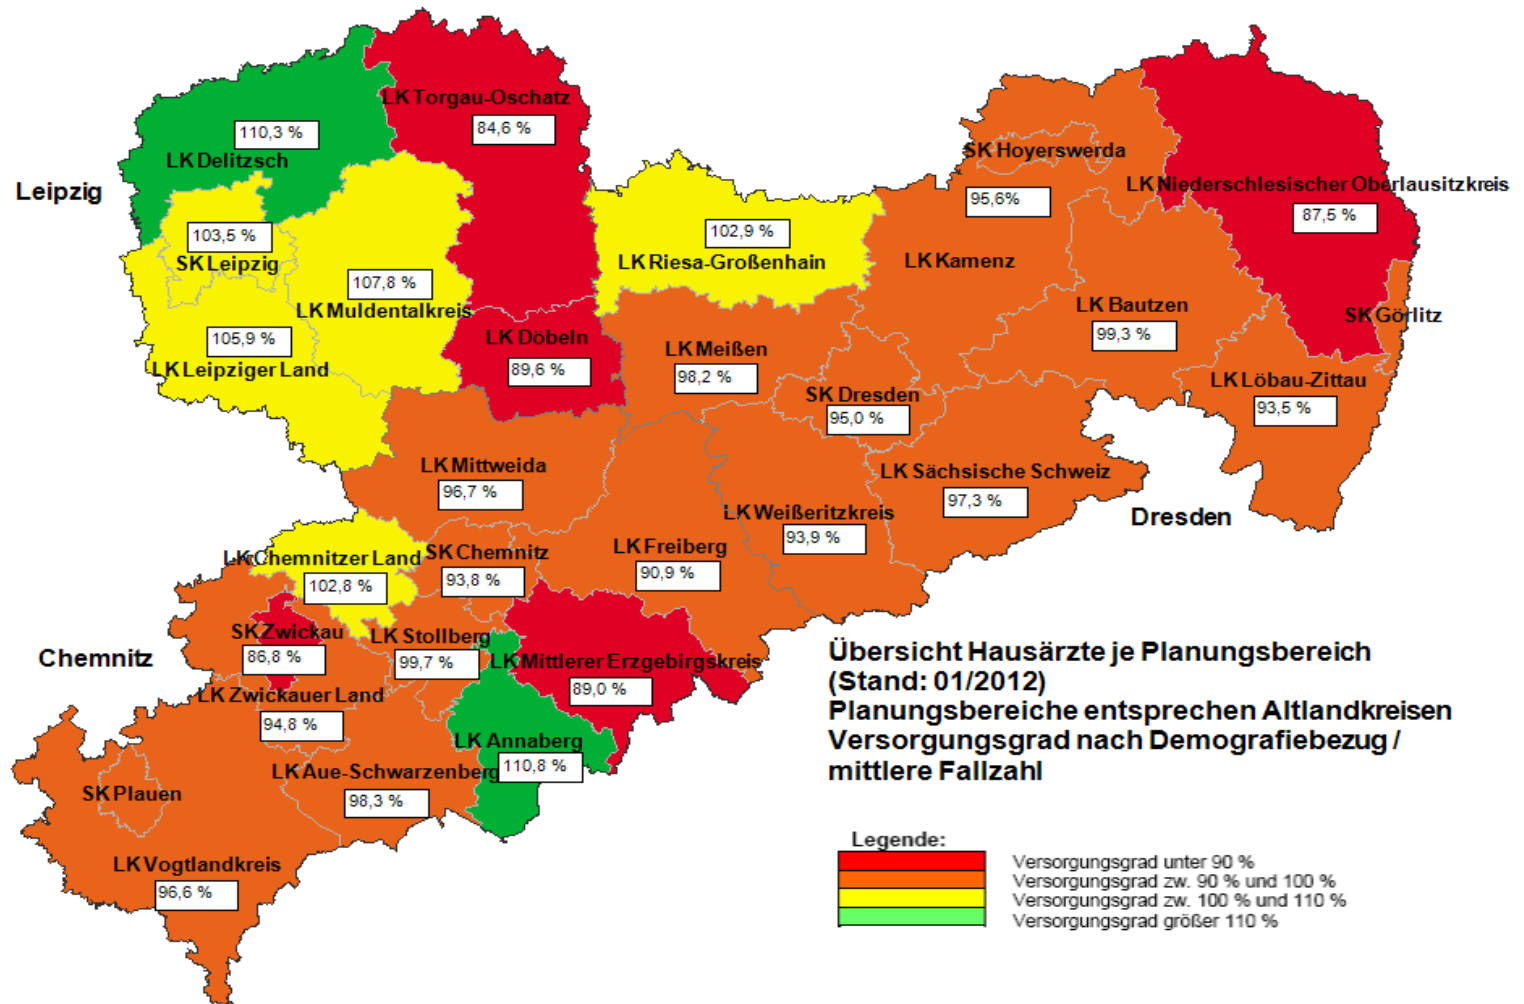 LK Torgau-Oschatz
84,6 %
110,3 %
LK Delitzsch
Leipzig
SK Hoyerswerda
95,6%
LK Niederschlesischer Oberlausitzkreis
87,5 %
103,5 %
SK Leipzig
102,9 %
LK Riesa-Großenhain
LK Kamenz
107,8 %
LK Muldentalkreis
LK Bautzen
99,3 %
SK Görlitz
105,9 %
LK Leipziger Land
LK Döbeln
89,6 %
LK Meißen
98,2 %
SK Dresden
95,0 %
LK Löbau-Zittau
93,5 %
LK Mittweida
96,7 %
LK Sächsische Schweiz
97,3 %
LK Weißeritzkreis
93,9 %
Dresden
LK Chemnitzer Land
102,8 %
SK Chemnitz
93,8 %
LK Freiberg
90,9 %
Chemnitz
SK Zwickau
86,8 %
LK Stollberg
99,7 %
LK Mittlerer Erzgebirgskreis
89,0 %
LK Zwickauer Land
94,8 %
LK Annaberg
110,8 %
LK Aue-Schwarzenberg
98,3 %
SK Plauen
LK Vogtlandkreis
96,6 %
Übersicht Hausärzte je Planungsbereich
(Stand: 01/2012)
Planungsbereiche entsprechen Altlandkreisen
Versorgungsgrad nach Demografiebezug /
mittlere Fallzahl
Legende:
Versorgungsgrad unter 90 %
Versorgungsgrad zw. 90 % und 100 %
Versorgungsgrad zw. 100 % und 110 %
Versorgungsgrad größer 110 %